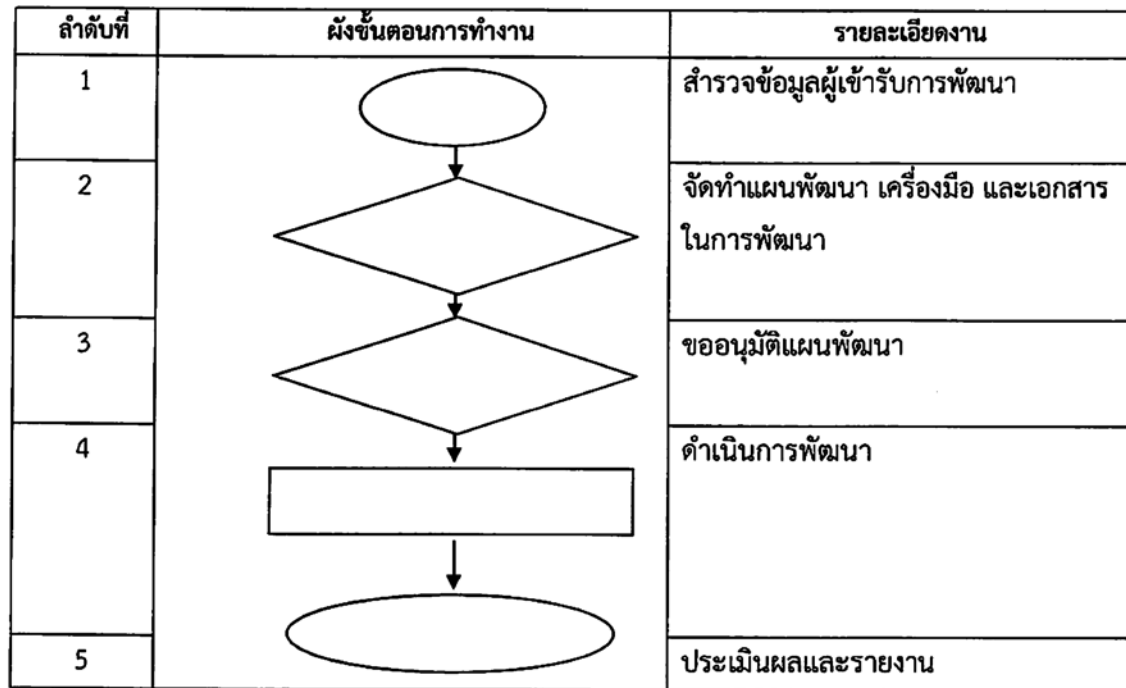 ลำดับที่ ผังขั้นตอนการทำงาน รายละเอียดงาน
1 สำรวจข้อมูลผู้เข้ารับการพัฒนา
2 จัดทำแผนพัฒนา เครื่องมือ และเอกสาร
ในการพัฒนา
3 ขออนุมัติแผนพัฒนา
4 ดำเนินการพัฒนา
5 ประเมินผลและรายงาน